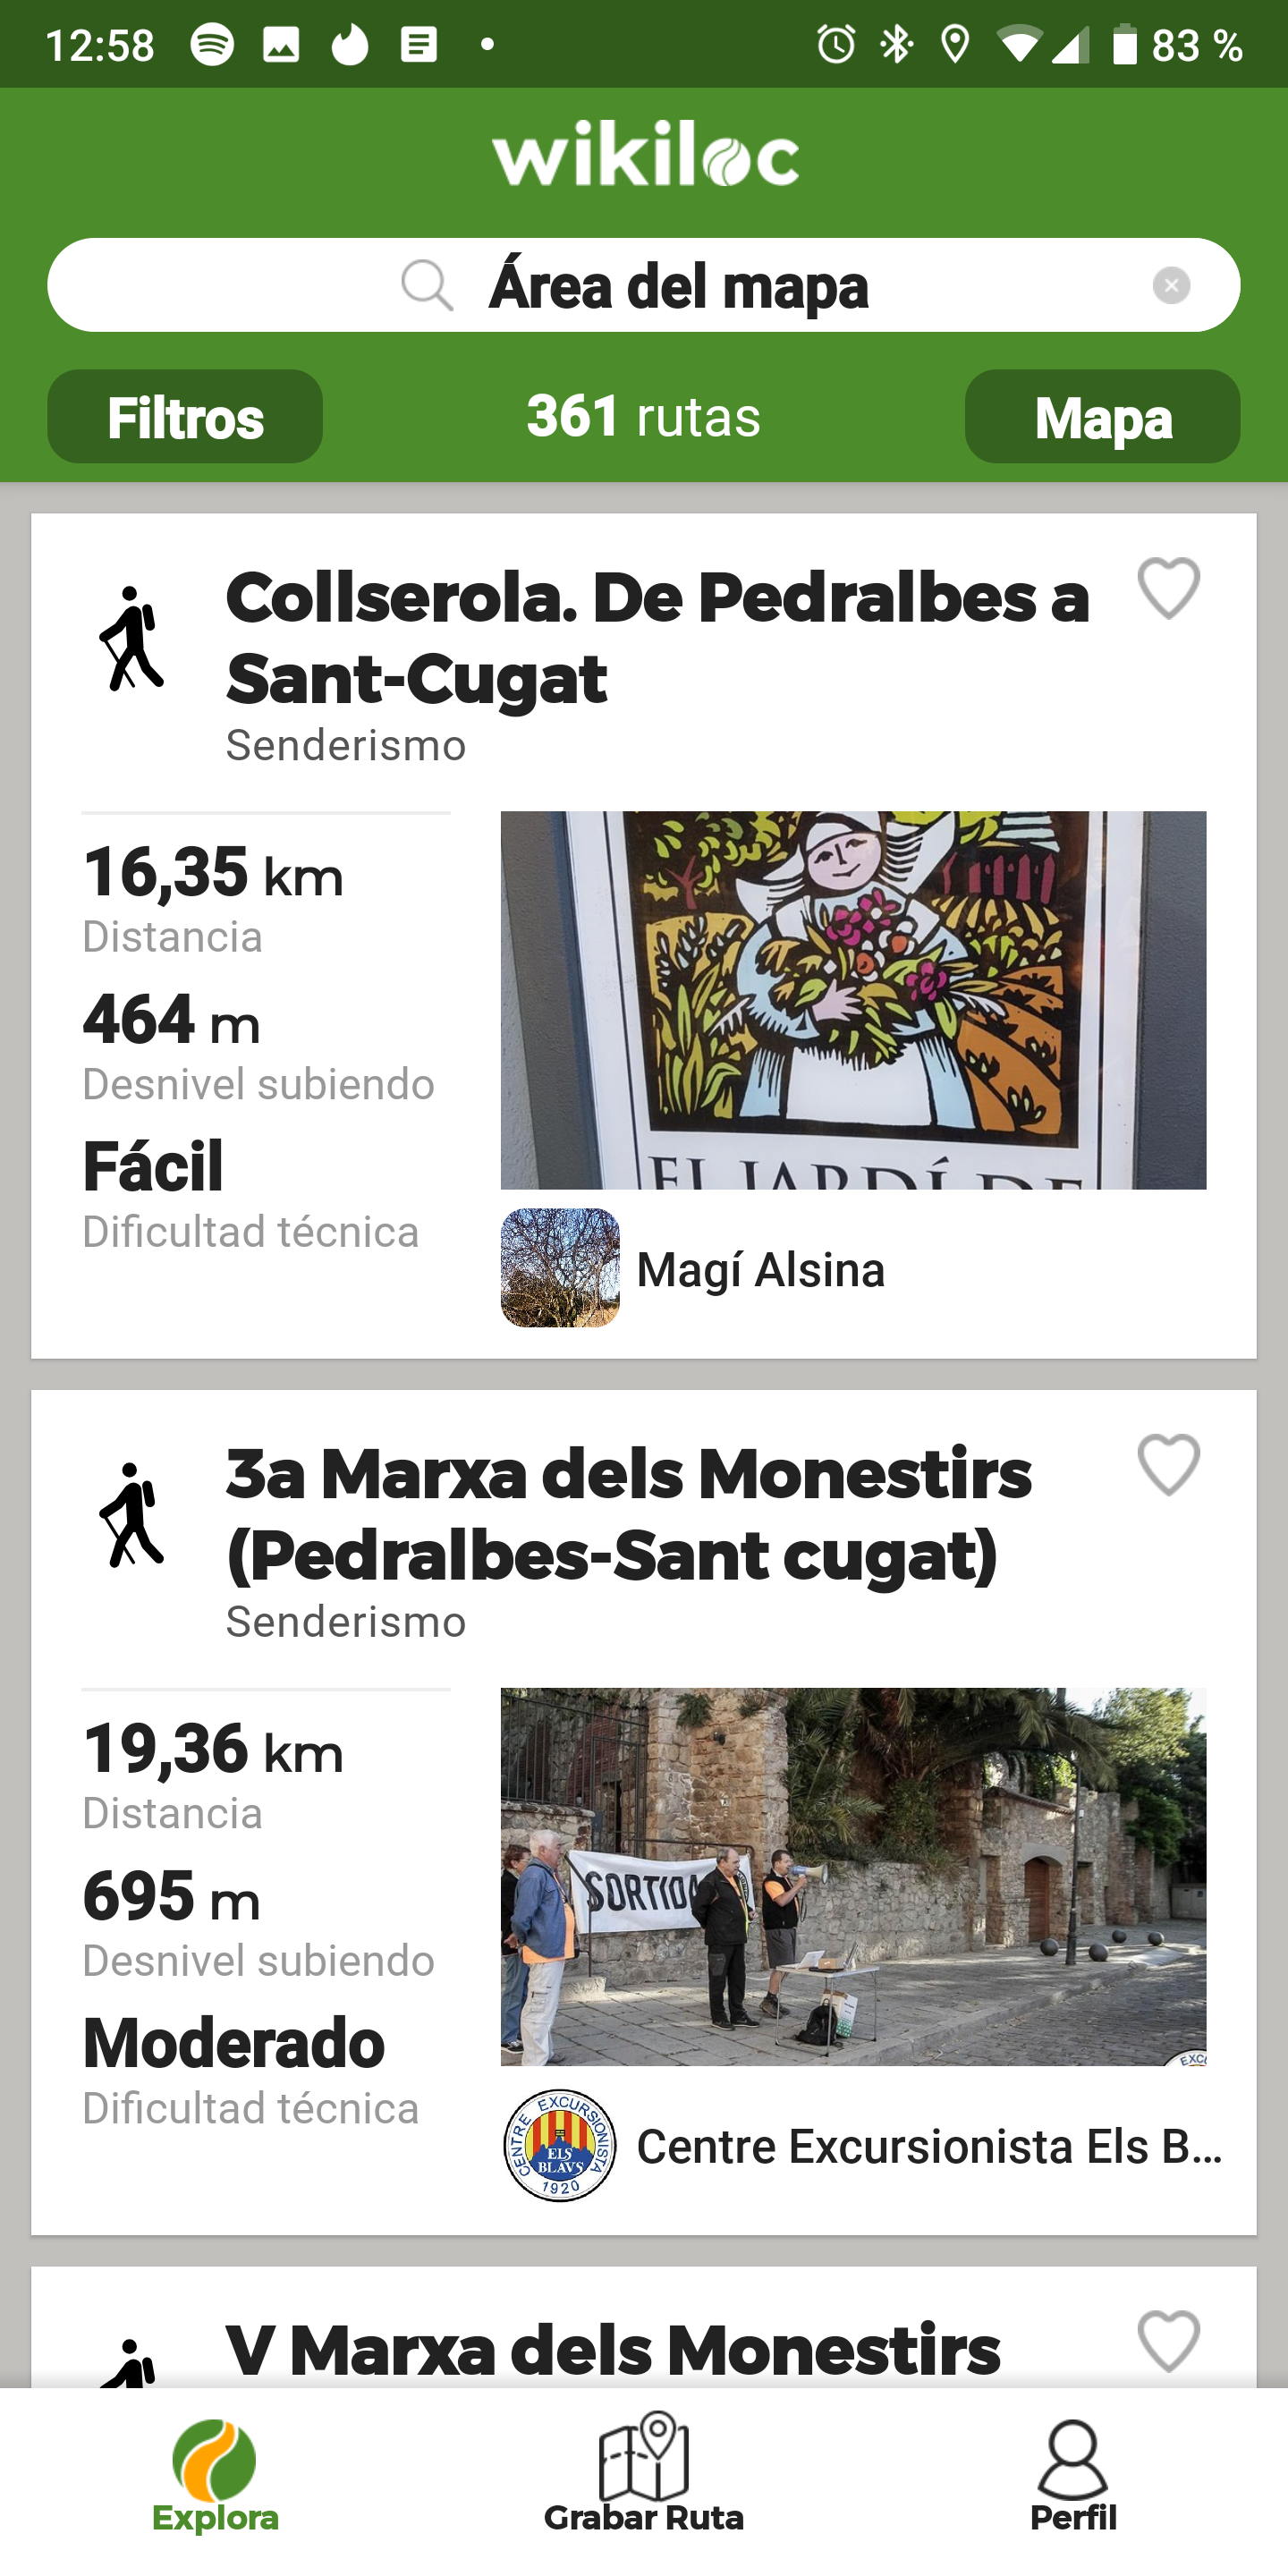 12:58
83 %
wikiloc
Área del mapa
Filtros
361 rutas
Mapa
Collserola. De Pedralbes a
Sant-Cugat
Senderismo
16,35 km
Distancia
464 m
Desnivel subiendo
Fácil
Dificultad técnica
EL JARDÍ DE
Magí Alsina
3a Marxa dels Monestirs
(Pedralbes-Sant cugat)
Senderismo
19,36 km
Distancia
695 m
Desnivel subiendo
Moderado
Dificultad técnica
SORTIDA
EXC
CENTRE EXCURSIONISTA
ELS
BLAVS
1920
Centre Excursionista Els B...
V Marxa dels Monestirs
Explora
Grabar Ruta
Perfil